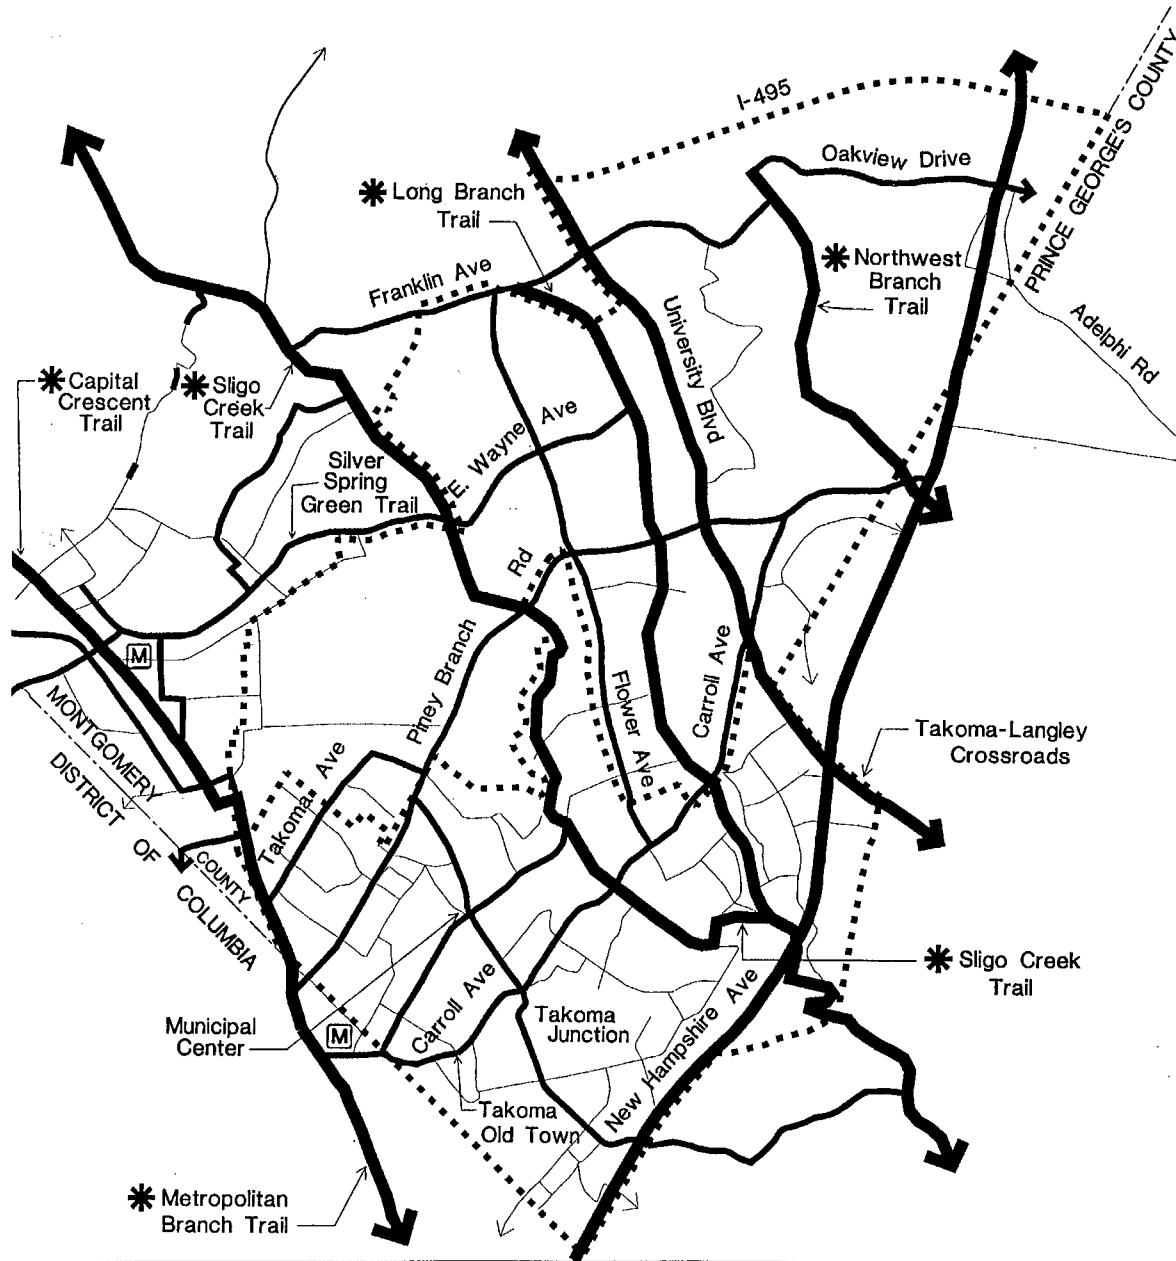 I-495
PRINCE GEORGE'S COUNTY
Oakview Drive
✱ Long Branch
Trail
✱ Northwest
Branch
Trail
Franklin Ave
University Blvd
Adelphi Rd
✱ Capital
Crescent
Trail
✱ Sligo
Creek
Trail
E. Wayne Ave
Silver
Spring
Green Trail
Piney Branch Rd
Carroll Ave
Flower Ave
M
MONTGOMERY COUNTY
DISTRICT OF COLUMBIA
Takoma Ave
Takoma-Langley
Crossroads
✱ Sligo Creek
Trail
Carroll Ave
Takoma
Junction
New Hampshire Ave
Municipal
Center
M
Takoma
Old Town
✱ Metropolitan
Branch Trail